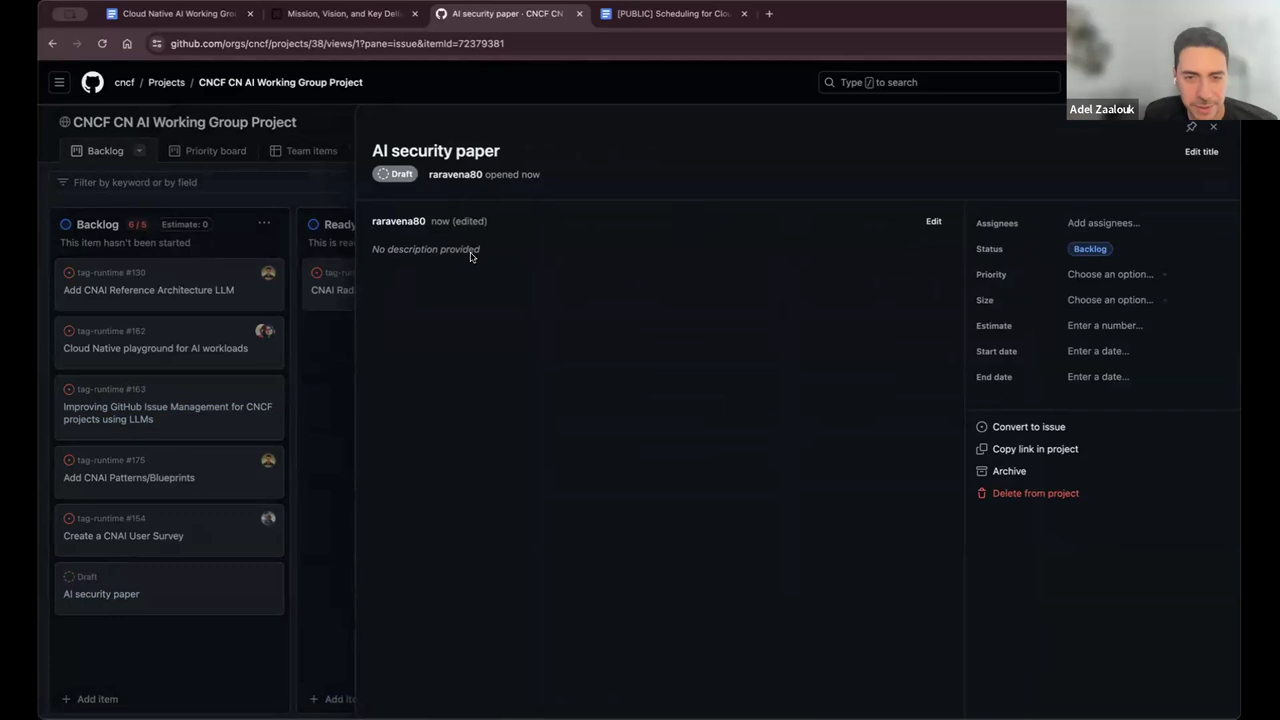 Cloud Native AI Working Gro
Mission, Vision, and Key Deli
AI security paper · CNCF CN
[PUBLIC] Scheduling for Clou
github.com/orgs/cncf/projects/38/views/1?pane=issue&itemId=72379381
cncf / Projects / CNCF CN AI Working Group Project
Type / to search
Adel Zaalouk
CNCF CN AI Working Group Project
Backlog
Priority board
Team items
Filter by keyword or by field
Backlog 6 / 5 Estimate: 0
This item hasn't been started
tag-runtime #130
Add CNAI Reference Architecture LLM
tag-runtime #162
Cloud Native playground for AI workloads
tag-runtime #163
Improving GitHub Issue Management for CNCF
projects using LLMs
tag-runtime #175
Add CNAI Patterns/Blueprints
tag-runtime #154
Create a CNAI User Survey
Draft
AI security paper
+ Add item
Ready
This is rea
tag-run
CNAI Rad
+ Add ite
AI security paper
Edit title
Draft
raravena80 opened now
raravena80 now (edited)
Edit
No description provided
Assignees Add assignees...
Status Backlog
Priority Choose an option...
Size Choose an option...
Estimate Enter a number...
Start date Enter a date...
End date Enter a date...
Convert to issue
Copy link in project
Archive
Delete from project